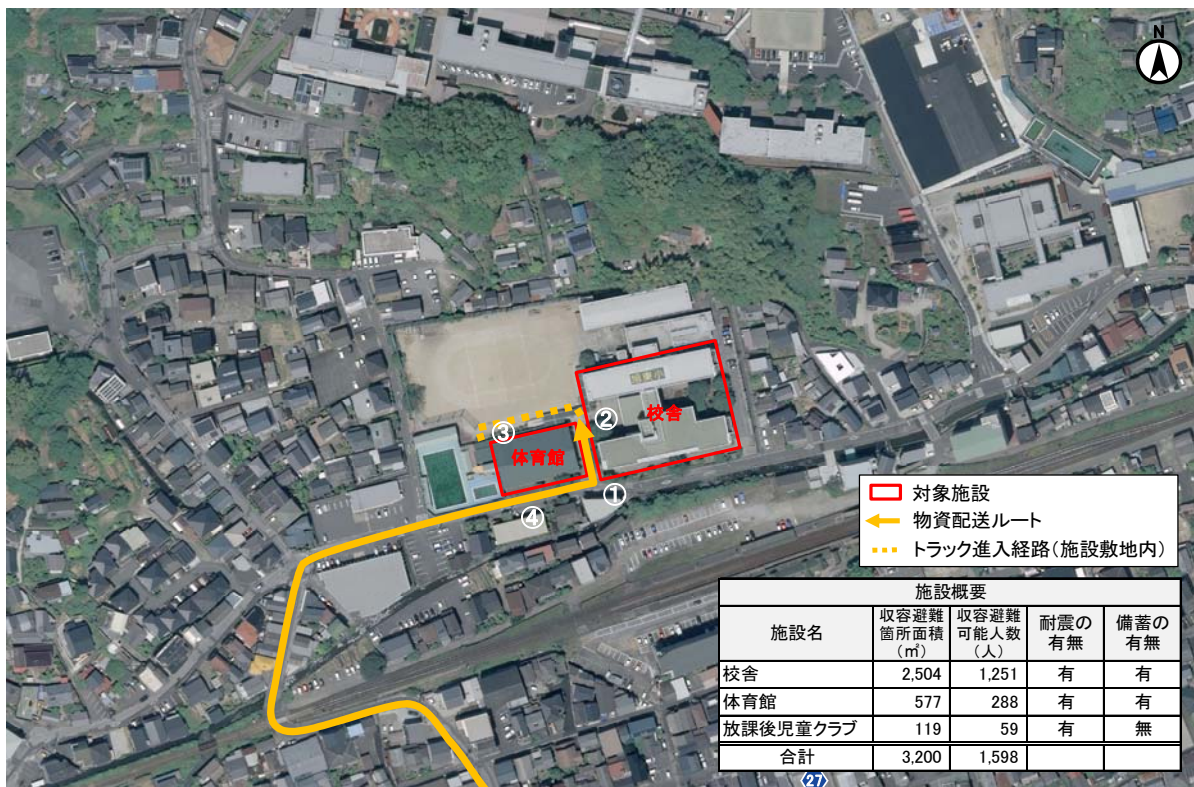 N
校舎
②
③
体育館
①
④
対象施設
物資配送ルート
トラック進入経路(施設敷地内)
施設概要
施設名 収容避難箇所面積(㎡) 収容避難可能人数(人) 耐震の有無 備蓄の有無
校舎 2,504 1,251 有 有
体育館 577 288 有 有
放課後児童クラブ 119 59 有 無
合計 3,200 1,598
27